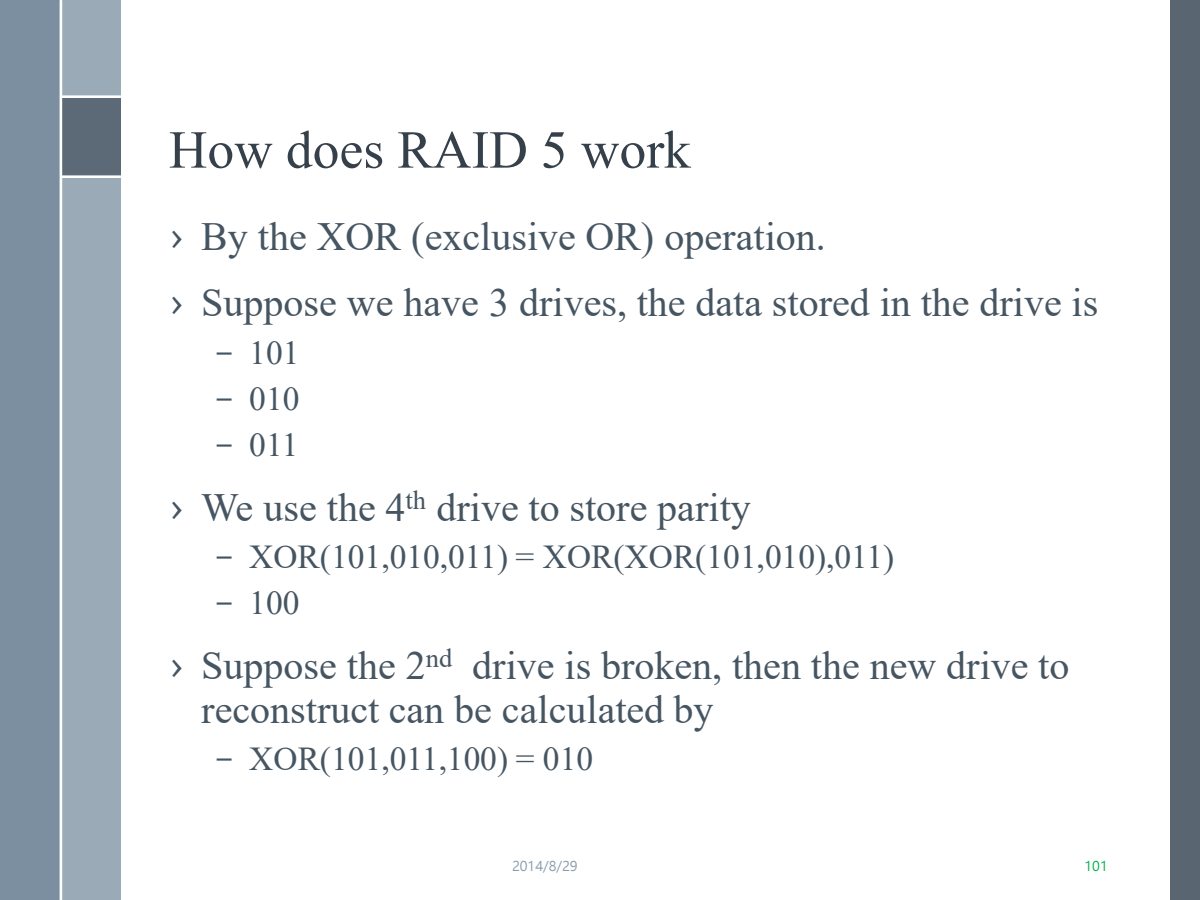 How does RAID 5 work
› By the XOR (exclusive OR) operation.
› Suppose we have 3 drives, the data stored in the drive is
– 101
– 010
– 011
› We use the 4th drive to store parity
– XOR(101,010,011) = XOR(XOR(101,010),011)
– 100
› Suppose the 2nd drive is broken, then the new drive to
reconstruct can be calculated by
– XOR(101,011,100) = 010
2014/8/29
101